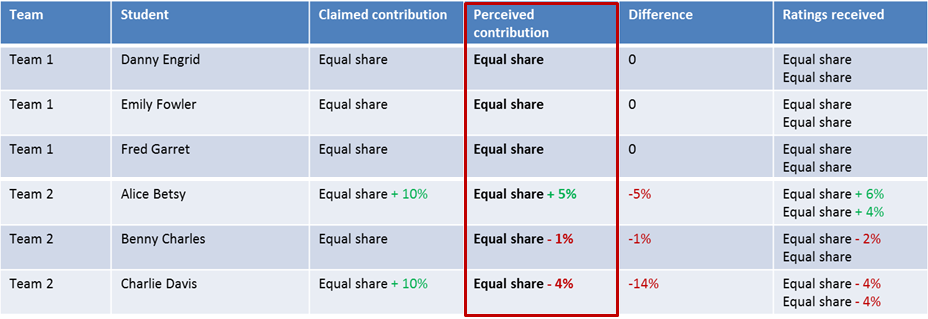 Team Student Claimed contribution Perceived contribution Difference Ratings received
Team 1 Danny Engrid Equal share Equal share 0 Equal share
Equal share
Team 1 Emily Fowler Equal share Equal share 0 Equal share
Equal share
Team 1 Fred Garret Equal share Equal share 0 Equal share
Equal share
Team 2 Alice Betsy Equal share + 10% Equal share + 5% -5% Equal share + 6%
Equal share + 4%
Team 2 Benny Charles Equal share Equal share - 1% -1% Equal share - 2%
Equal share
Team 2 Charlie Davis Equal share + 10% Equal share - 4% -14% Equal share - 4%
Equal share - 4%